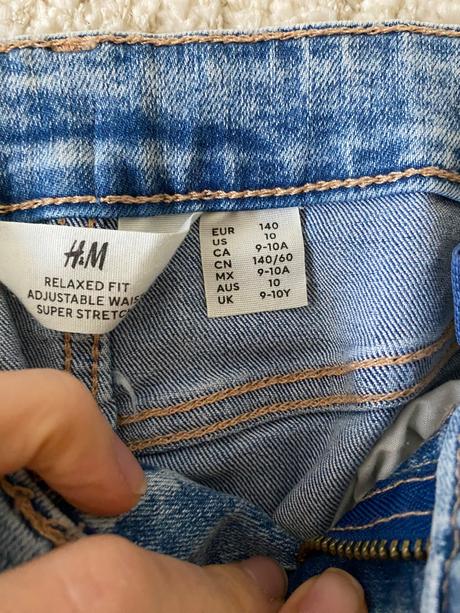 H&M
RELAXED FIT
ADJUSTABLE WAIS
SUPER STRETC
EUR 140
US 10
CA 9-10A
CN 140/60
MX 9-10A
AUS 10
UK 9-10Y